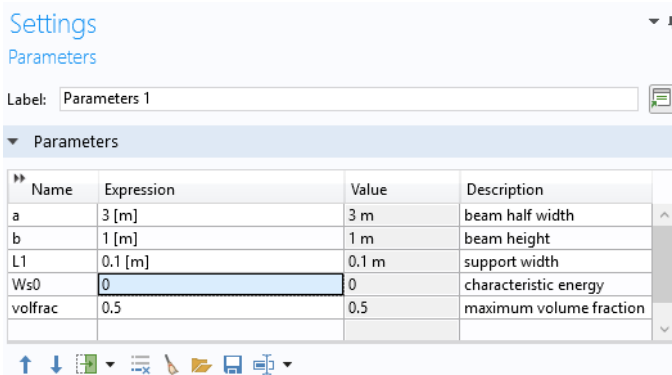 Settings
Parameters
Label: Parameters 1
Parameters
Name Expression Value Description
a 3 [m] 3 m beam half width
b 1 [m] 1 m beam height
L1 0.1 [m] 0.1 m support width
Ws0 0 0 characteristic energy
volfrac 0.5 0.5 maximum volume fraction